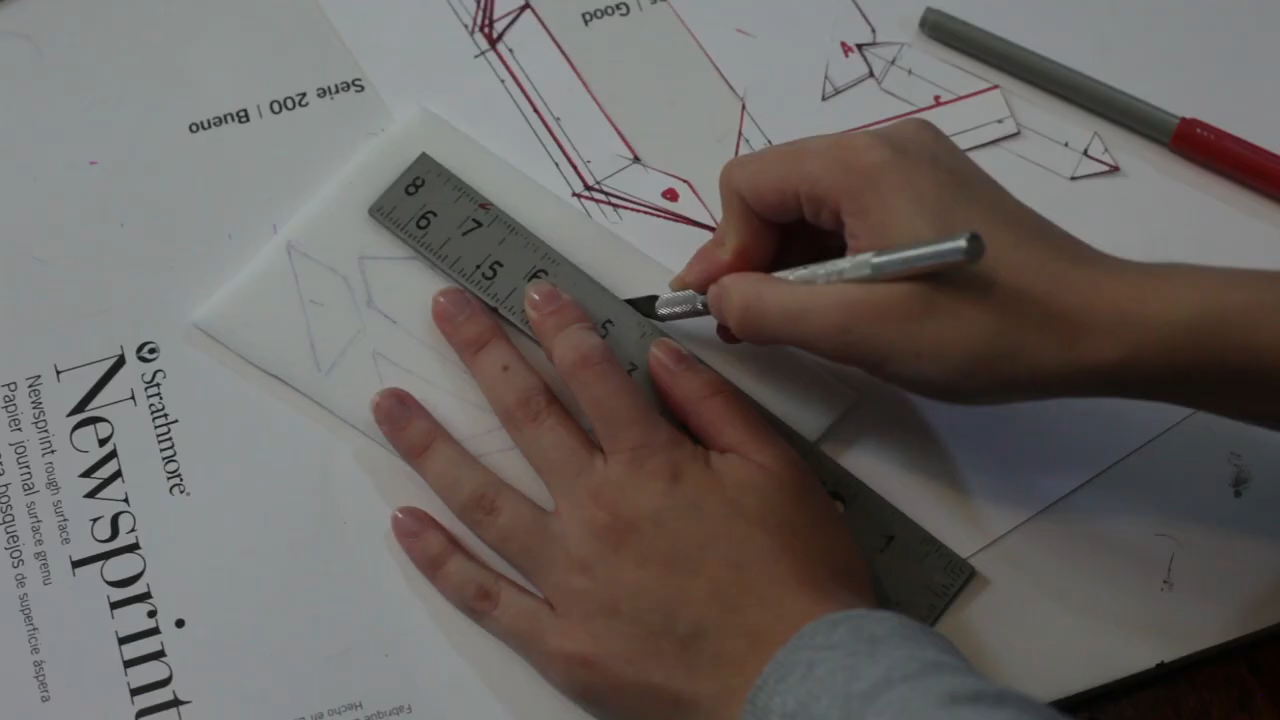 s | Good
Serie 200 | Bueno
A
8
6 7
5 6
5
1
Strathmore
Newsprint
Newsprint rough surface
Papier journal surface grenu
bosquejos de superficie áspera
Fabriqué
Hecho en